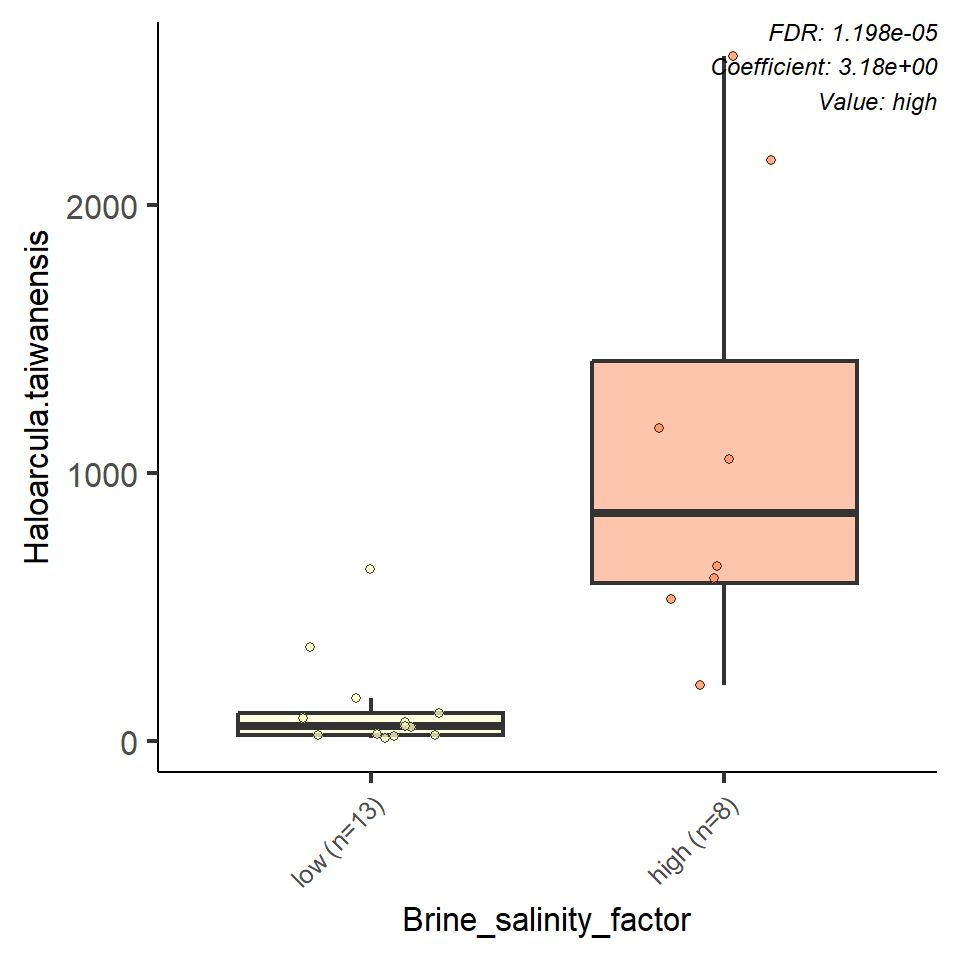 FDR: 1.198e-05
Coefficient: 3.18e+00
Value: high
2000
1000
0
Haloarcula.taiwanensis
low (n=13)
high (n=8)
Brine_salinity_factor